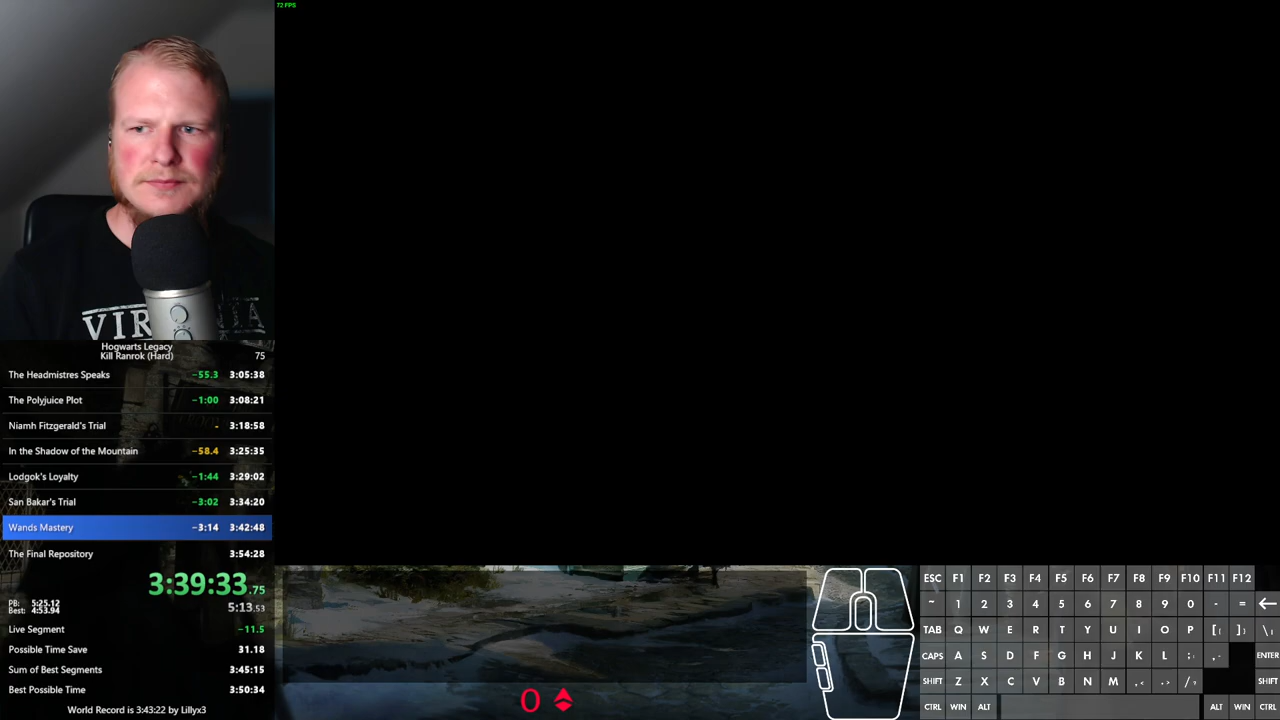 72 FPS
VIR IA
Hogwarts Legacy
Kill Ranrok (Hard) 75
The Headmistres Speaks −55.3 3:05:38
The Polyjuice Plot −1:00 3:08:21
Niamh Fitzgerald's Trial - 3:18:58
In the Shadow of the Mountain −58.4 3:25:35
Lodgok's Loyalty −1:44 3:29:02
San Bakar's Trial −3:02 3:34:20
Wands Mastery −3:14 3:42:48
The Final Repository 3:54:28
3:39:33.75
PB: 5:25.12 5:13.53
Best: 4:53.94
Live Segment −11.5
Possible Time Save 31.18
Sum of Best Segments 3:45:15
Best Possible Time 3:50:34
World Record is 3:43:22 by Lillyx3
0
ESC F1 F2 F3 F4 F5 F6 F7 F8 F9 F10 F11 F12
~ 1 2 3 4 5 6 7 8 9 0 - = ←
TAB Q W E R T Y U I O P [{ ]} \¦
CAPS A S D F G H J K L ;: ,. ENTER
SHIFT Z X C V B N M ,< .> /? SHIFT
CTRL WIN ALT ALT WIN CTRL